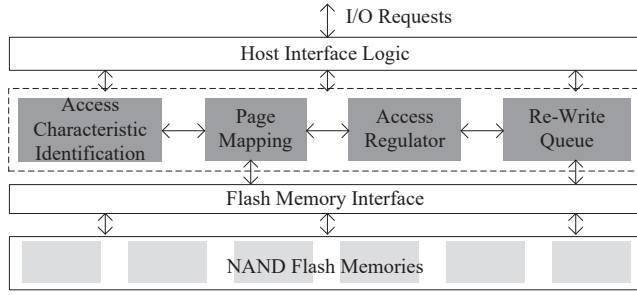 I/O Requests
Host Interface Logic
Access
Characteristic
Identification
Page
Mapping
Access
Regulator
Re-Write
Queue
Flash Memory Interface
NAND Flash Memories